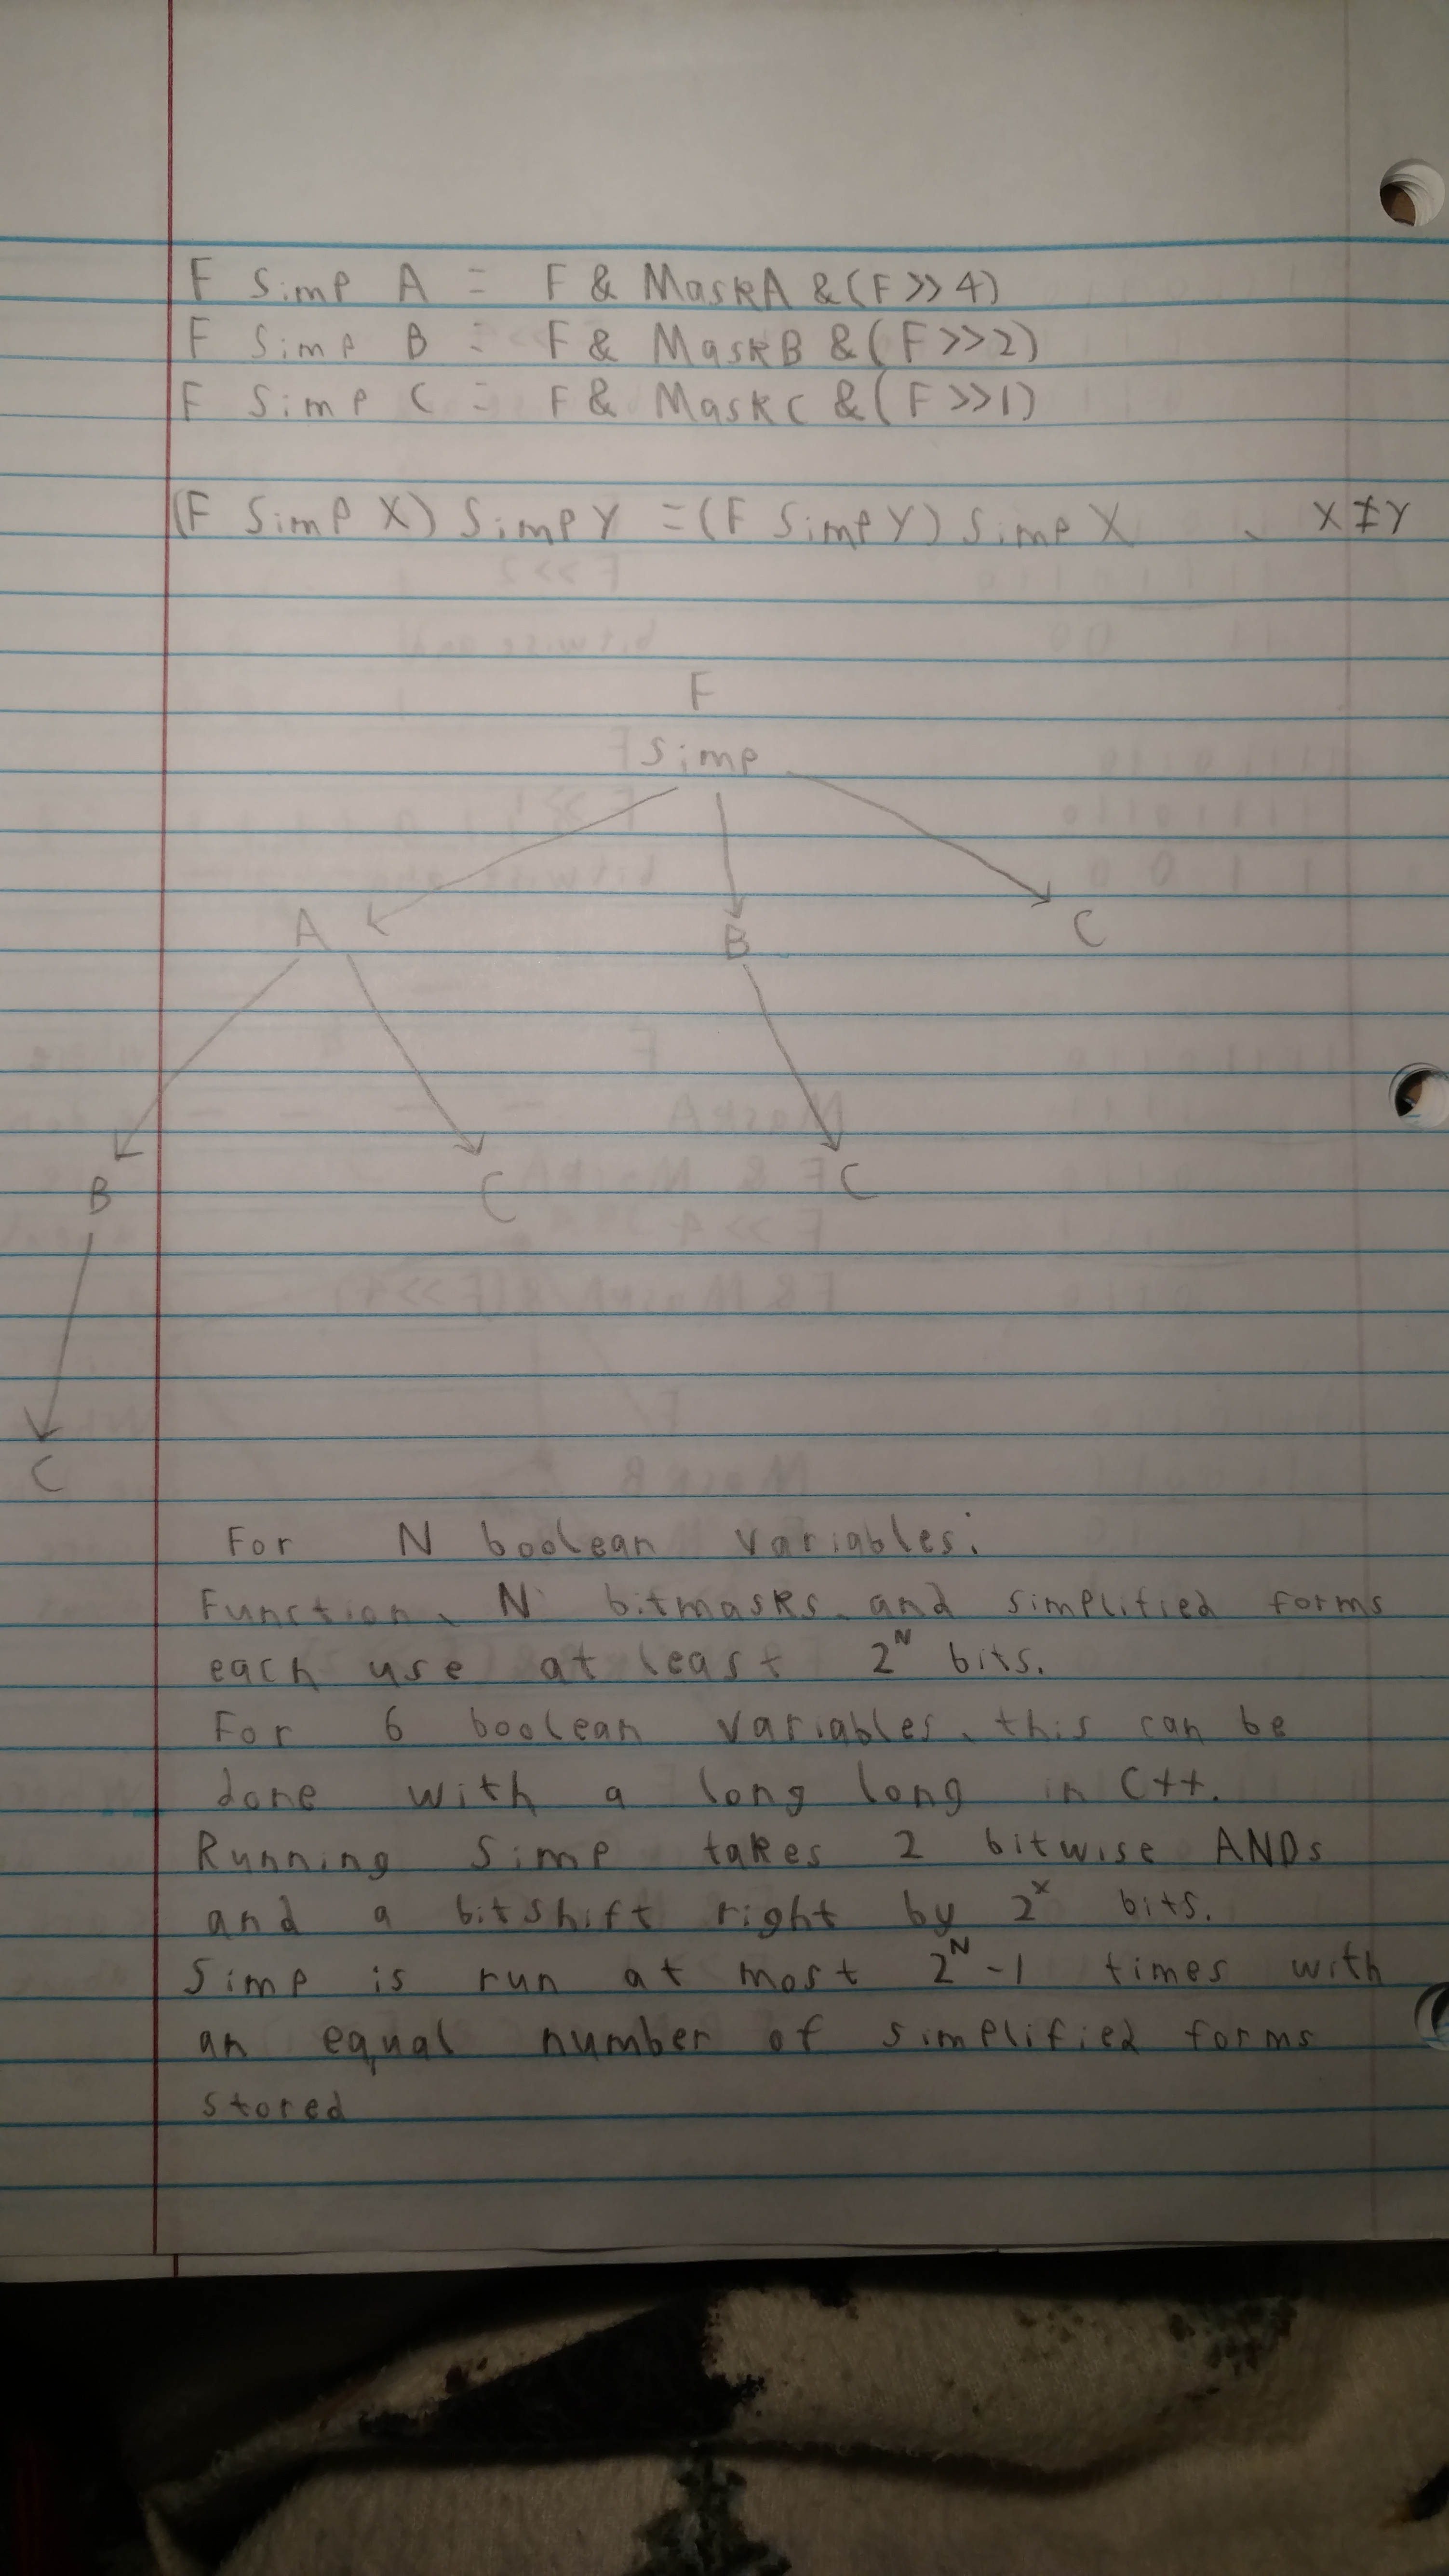 F Simp A = F & MaskA & (F >> 4)
F Simp B = F & MaskB & (F >> 2)
F Simp C = F & MaskC & (F >> 1)
(F Simp X) Simp Y = (F Simp Y) Simp X , X ≠ Y
F
Simp
A B C
B C C
C
For N boolean variables:
Function, N bitmasks, and simplified forms
each use at least 2^N bits.
For 6 boolean variables, this can be
done with a long long in C++.
Running Simp takes 2 bitwise ANDs
and a bitshift right by 2^x bits.
Simp is run at most 2^N -1 times with
an equal number of simplified forms
stored